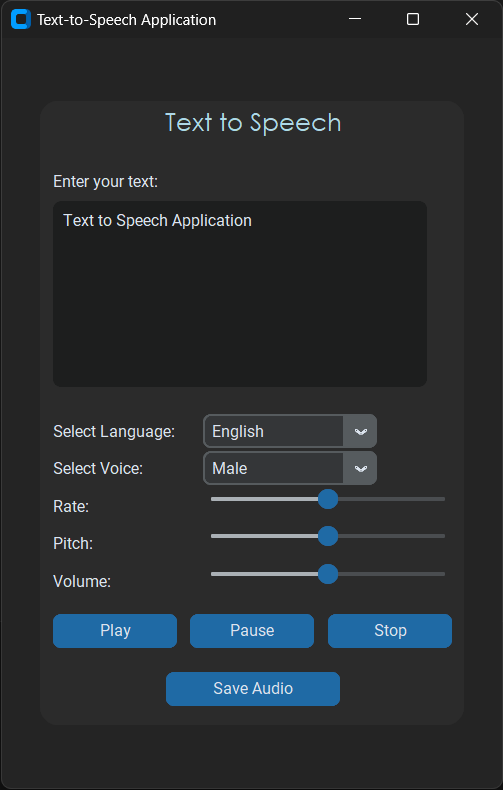 Text-to-Speech Application
Text to Speech
Enter your text:
Text to Speech Application
Select Language: English
Select Voice: Male
Rate:
Pitch:
Volume:
Play Pause Stop
Save Audio